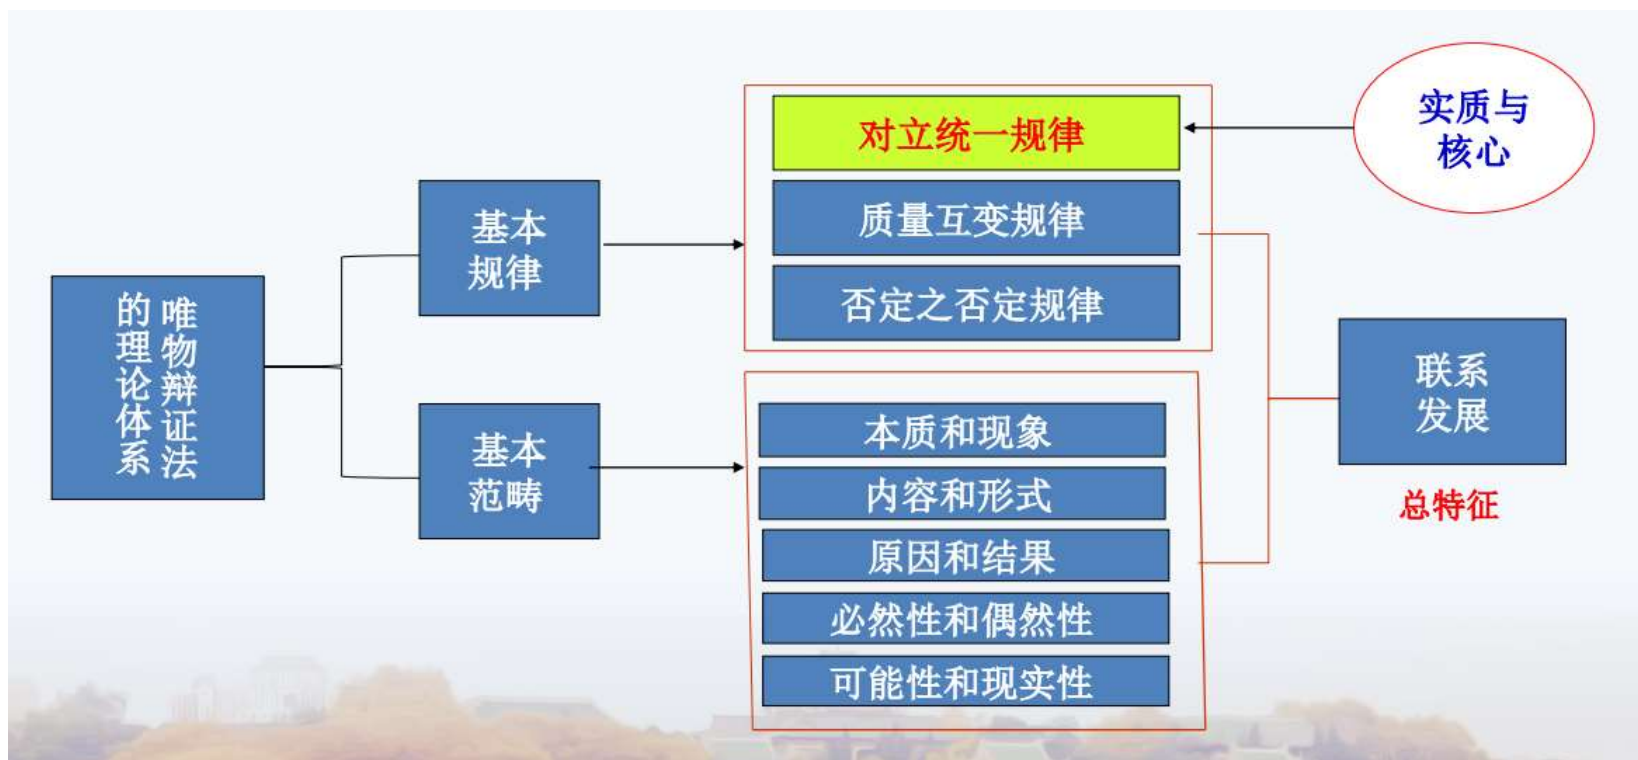 唯物辩证法
的理论体系
基本
规律
基本
范畴
对立统一规律
质量互变规律
否定之否定规律
本质和现象
内容和形式
原因和结果
必然性和偶然性
可能性和现实性
实质与
核心
联系
发展
总特征